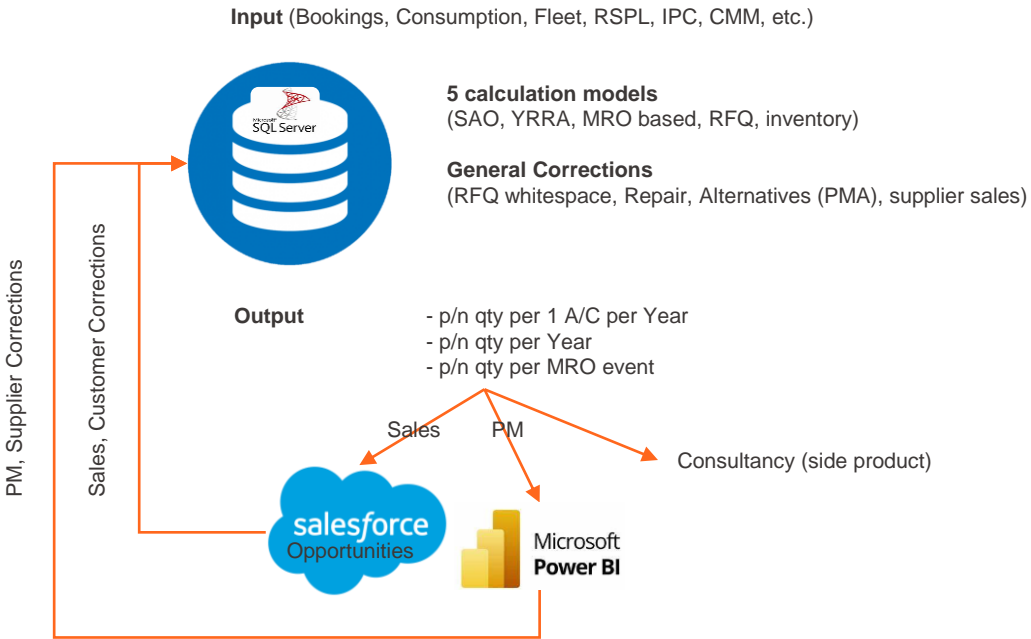 Input (Bookings, Consumption, Fleet, RSPL, IPC, CMM, etc.)
Microsoft
SQL Server
5 calculation models
(SAO, YRRA, MRO based, RFQ, inventory)
General Corrections
(RFQ whitespace, Repair, Alternatives (PMA), supplier sales)
PM, Supplier Corrections
Sales, Customer Corrections
Output
- p/n qty per 1 A/C per Year
- p/n qty per Year
- p/n qty per MRO event
Sales
PM
Consultancy (side product)
salesforce
Opportunities
Microsoft
Power BI